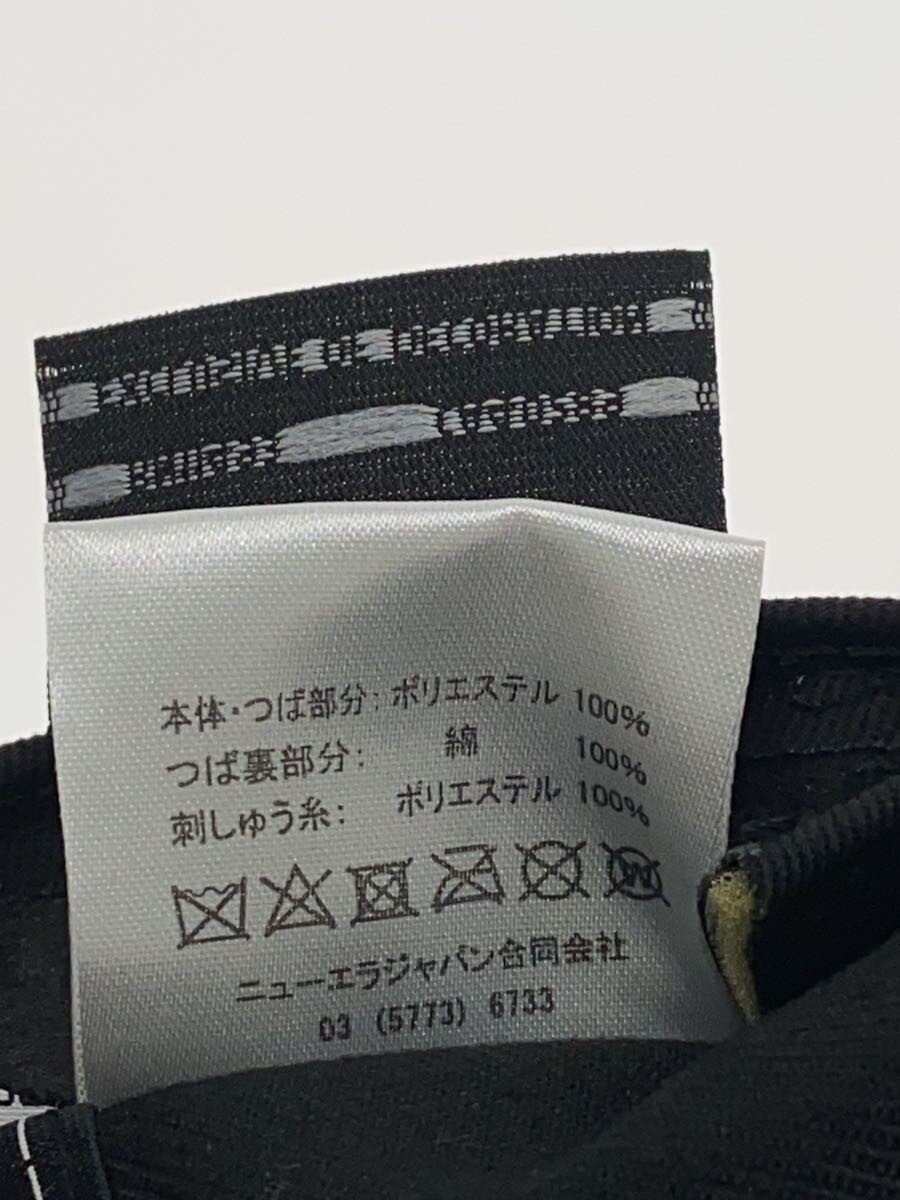 本体・つば部分: ポリエステル 100%
つば裏部分: 綿 100%
刺しゅう糸: ポリエステル 100%
ニューエラジャパン合同会社
03 (5773) 6733